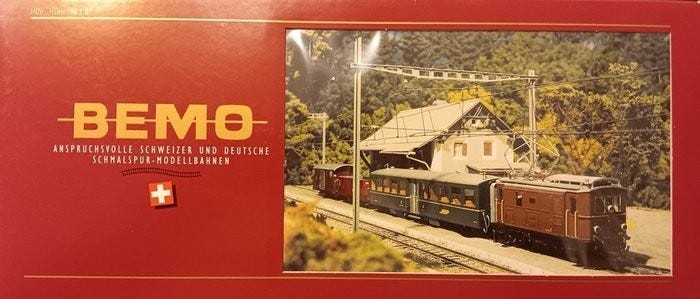 BEMO
ANSPRUCHSVOLLE SCHWEIZER UND DEUTSCHE
SCHMALSPUR-MODELLBAHNEN